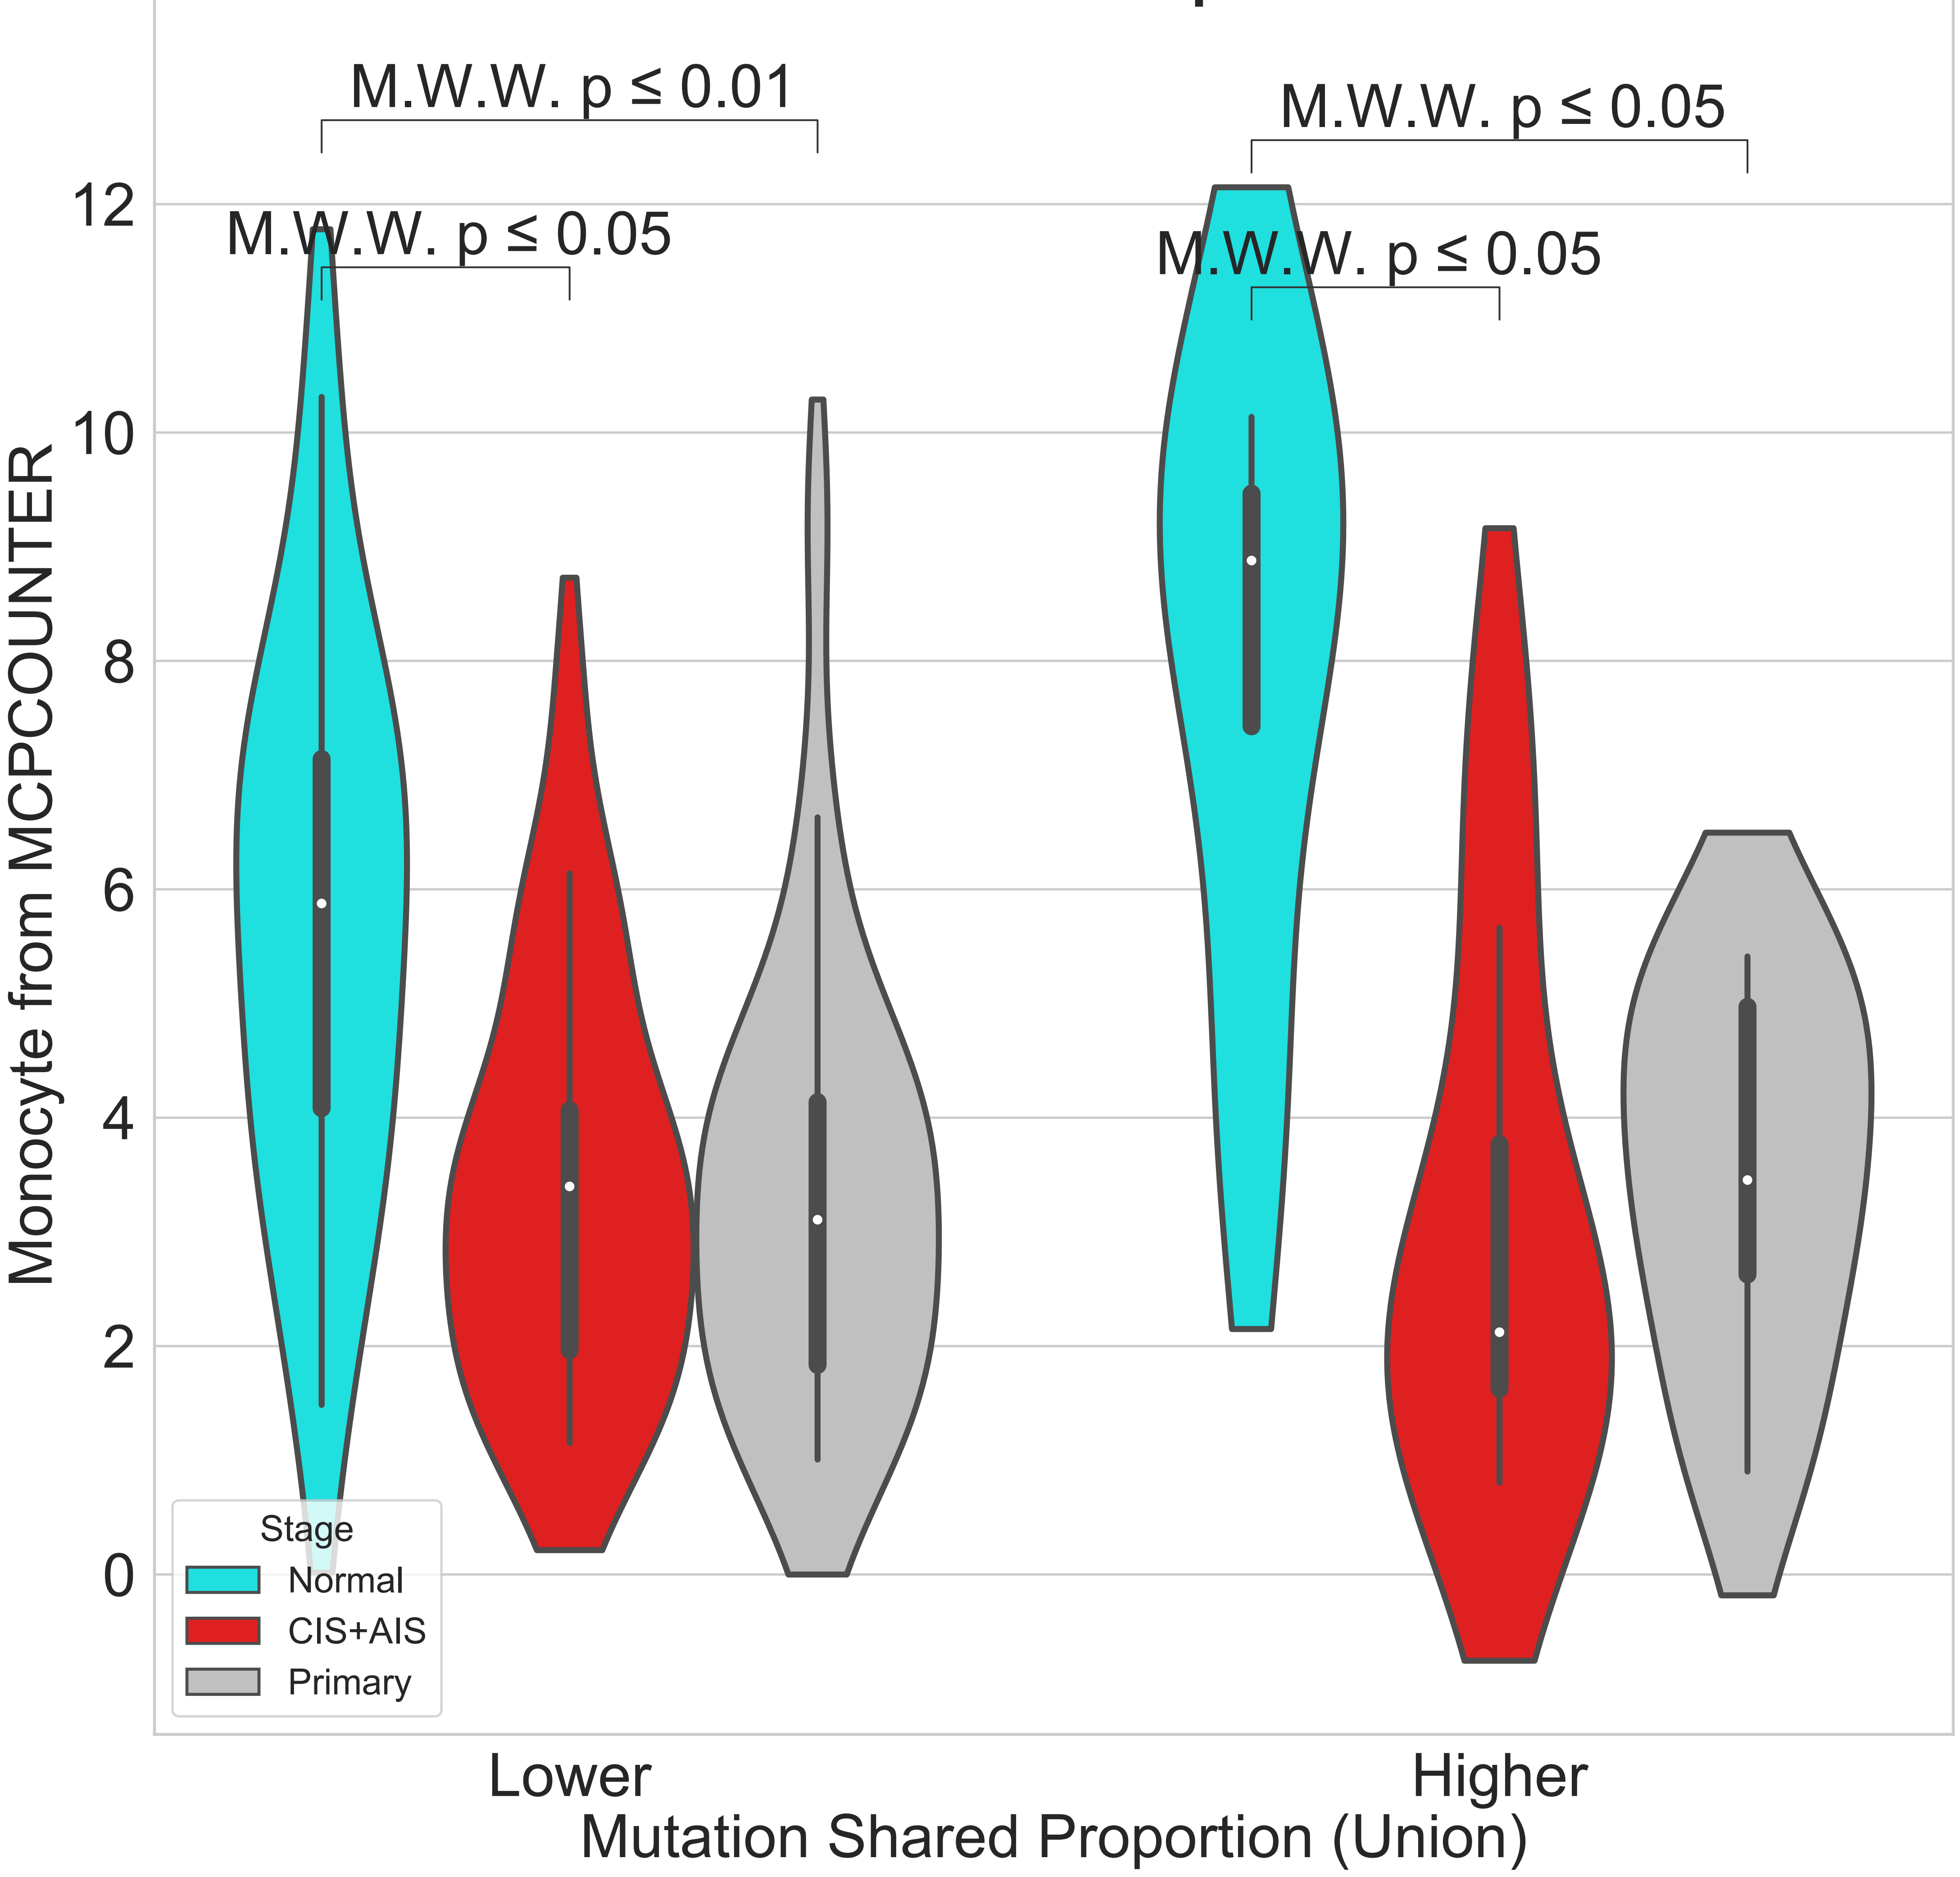 M.W.W. p ≤ 0.01
M.W.W. p ≤ 0.05
M.W.W. p ≤ 0.05
M.W.W. p ≤ 0.05
12
10
8
6
4
2
0
Monocyte from MCPCOUNTER
Stage
Normal
CIS+AIS
Primary
Lower
Higher
Mutation Shared Proportion (Union)